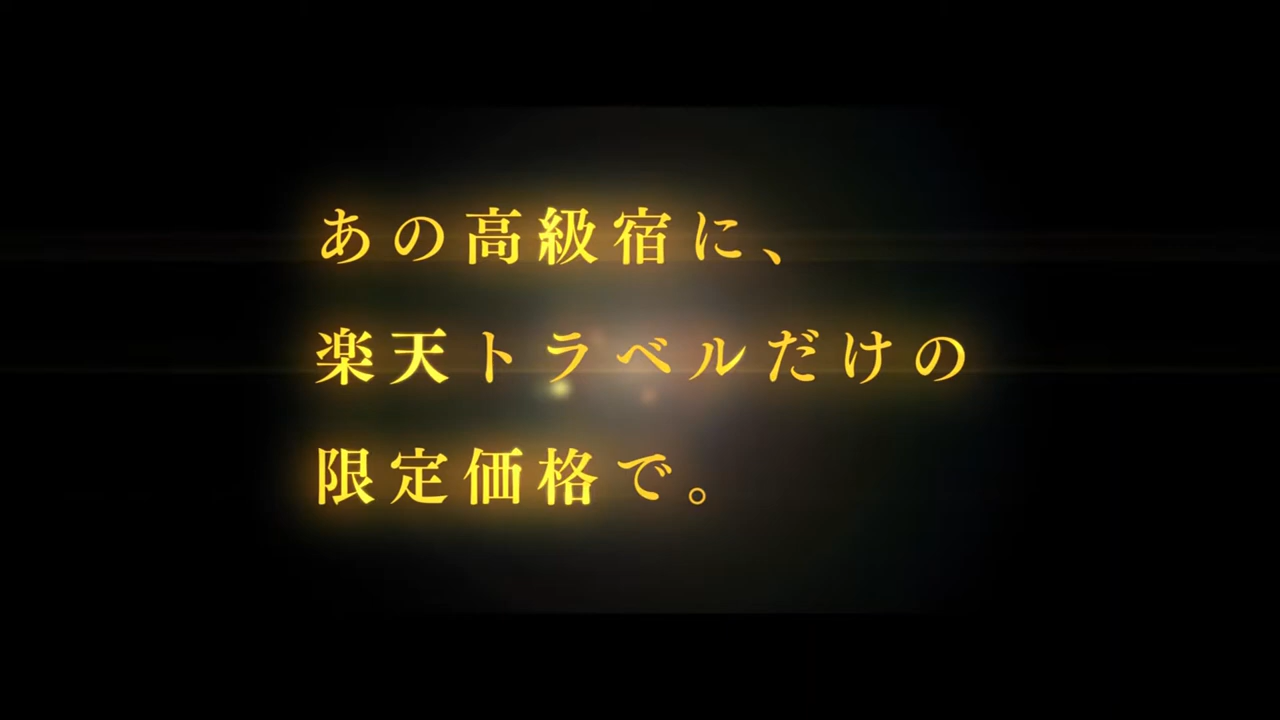 あの高級宿に、
楽天トラベルだけの
限定価格で。